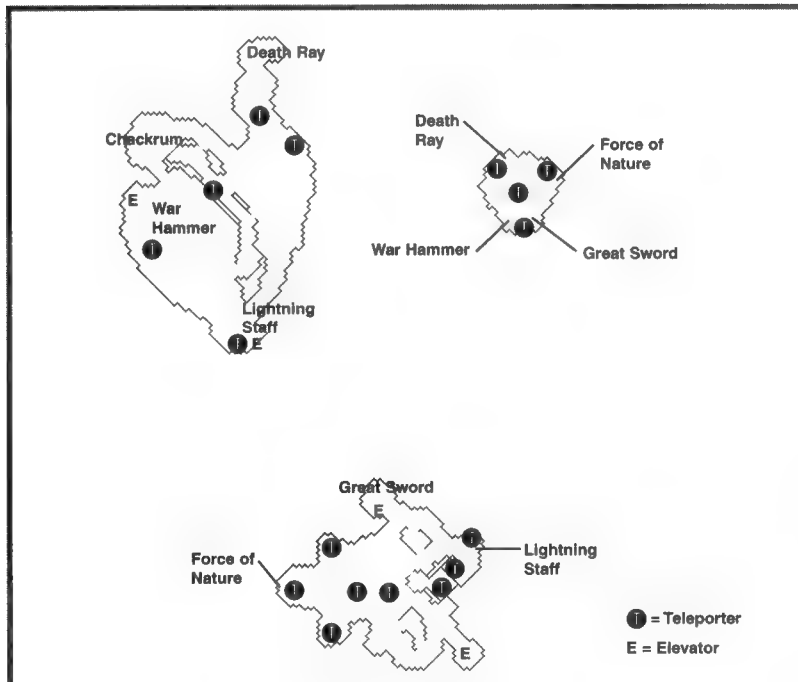 Death Ray
T
T
Checkrum
T
E
War
Hammer
T
Lightning
Staff
T E
Death
Ray
Force of
Nature
T
T
T
T
War Hammer
Great Sword
Great Sword
E
T
T
Lightning
Staff
Force of
Nature
T
T
T
T
T
T
E
T = Teleporter
E = Elevator